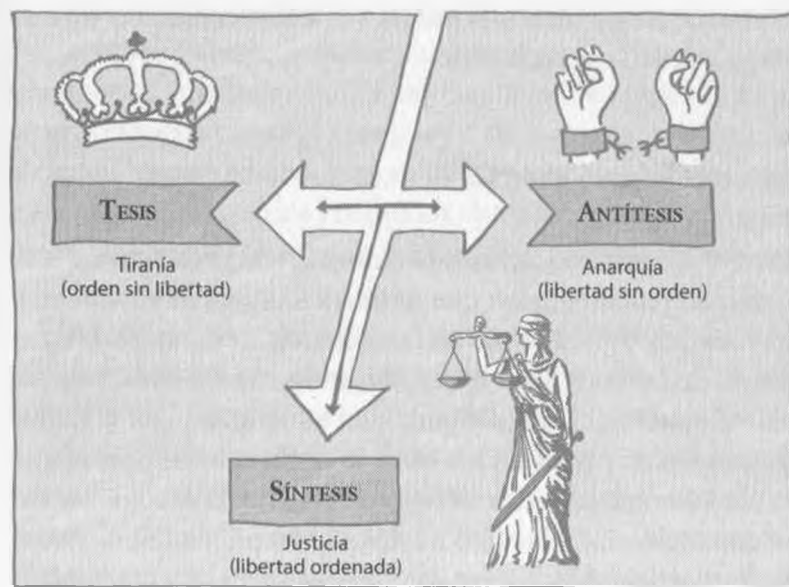 TESIS
Tiranía
(orden sin libertad)
ANTÍTESIS
Anarquía
(libertad sin orden)
SÍNTESIS
Justicia
(libertad ordenada)